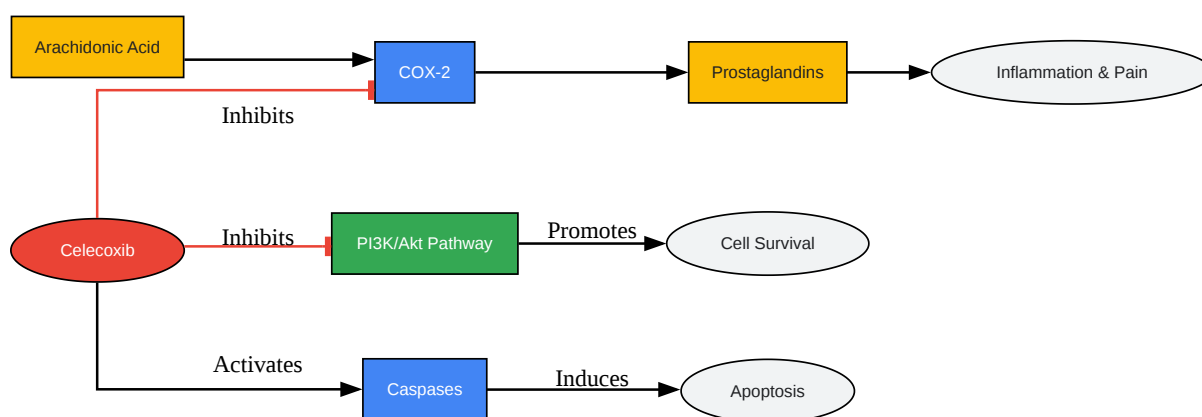 Arachidonic Acid
COX-2
Prostaglandins
Inflammation & Pain
Inhibits
Celecoxib
Inhibits
PI3K/Akt Pathway
Promotes
Cell Survival
Activates
Caspases
Induces
Apoptosis